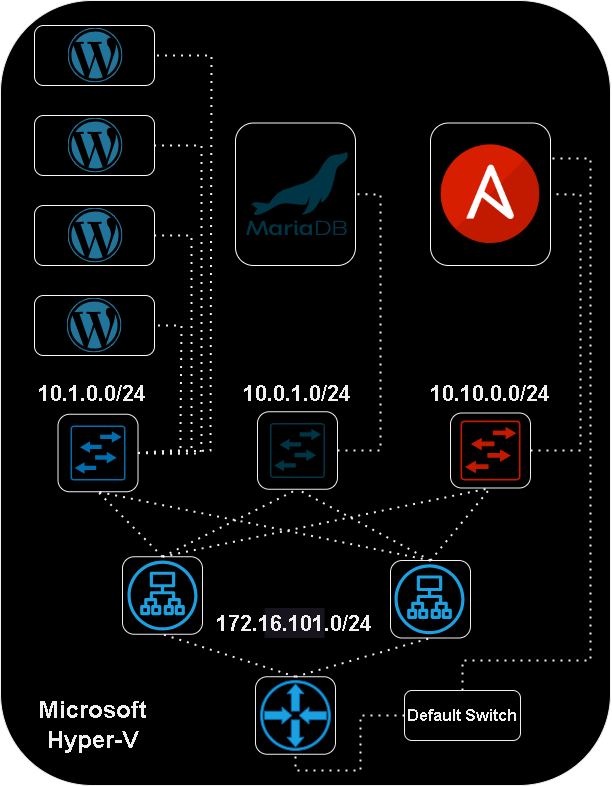 MariaDB
10.1.0.0/24
10.0.1.0/24
10.10.0.0/24
172.16.101.0/24
Microsoft
Hyper-V
Default Switch